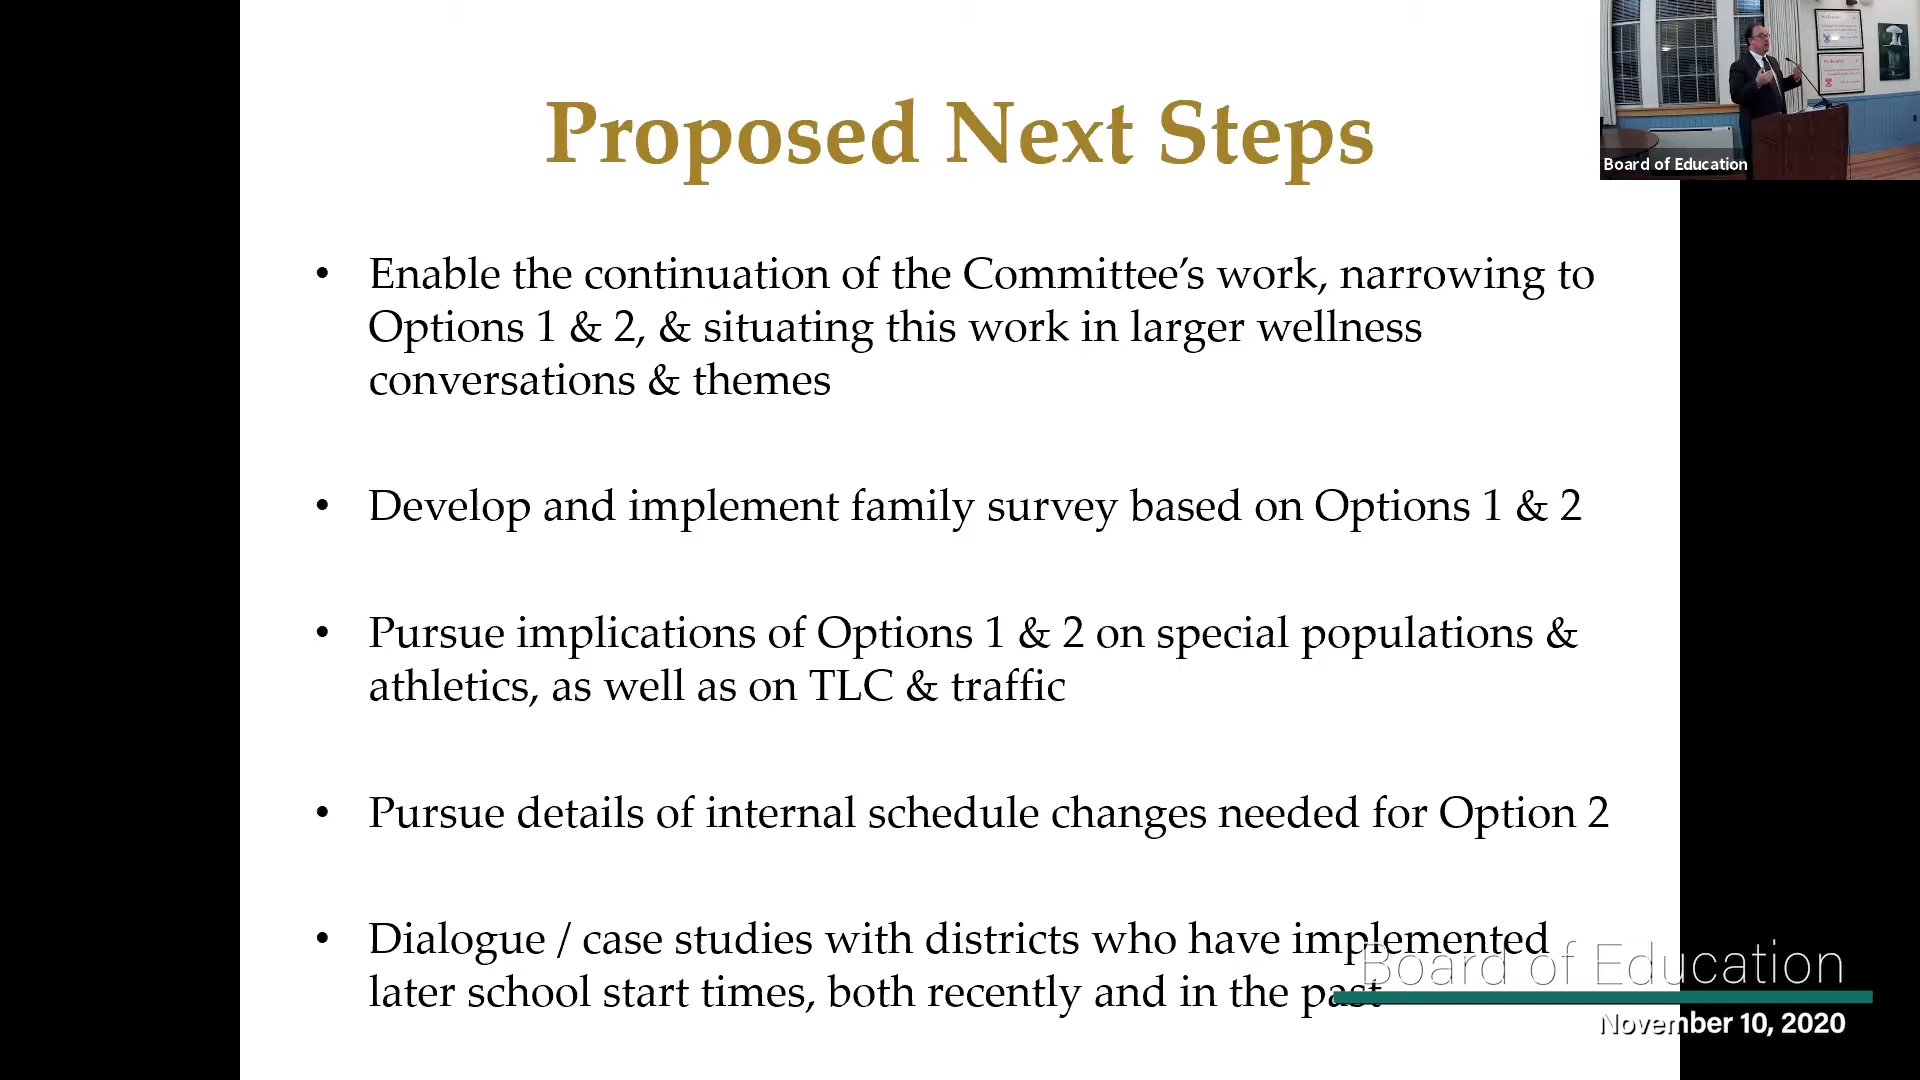 Proposed Next Steps
Board of Education
• Enable the continuation of the Committee’s work, narrowing to
Options 1 & 2, & situating this work in larger wellness
conversations & themes
• Develop and implement family survey based on Options 1 & 2
• Pursue implications of Options 1 & 2 on special populations &
athletics, as well as on TLC & traffic
• Pursue details of internal schedule changes needed for Option 2
• Dialogue / case studies with districts who have implemented
later school start times, both recently and in the past
Board of Education
November 10, 2020